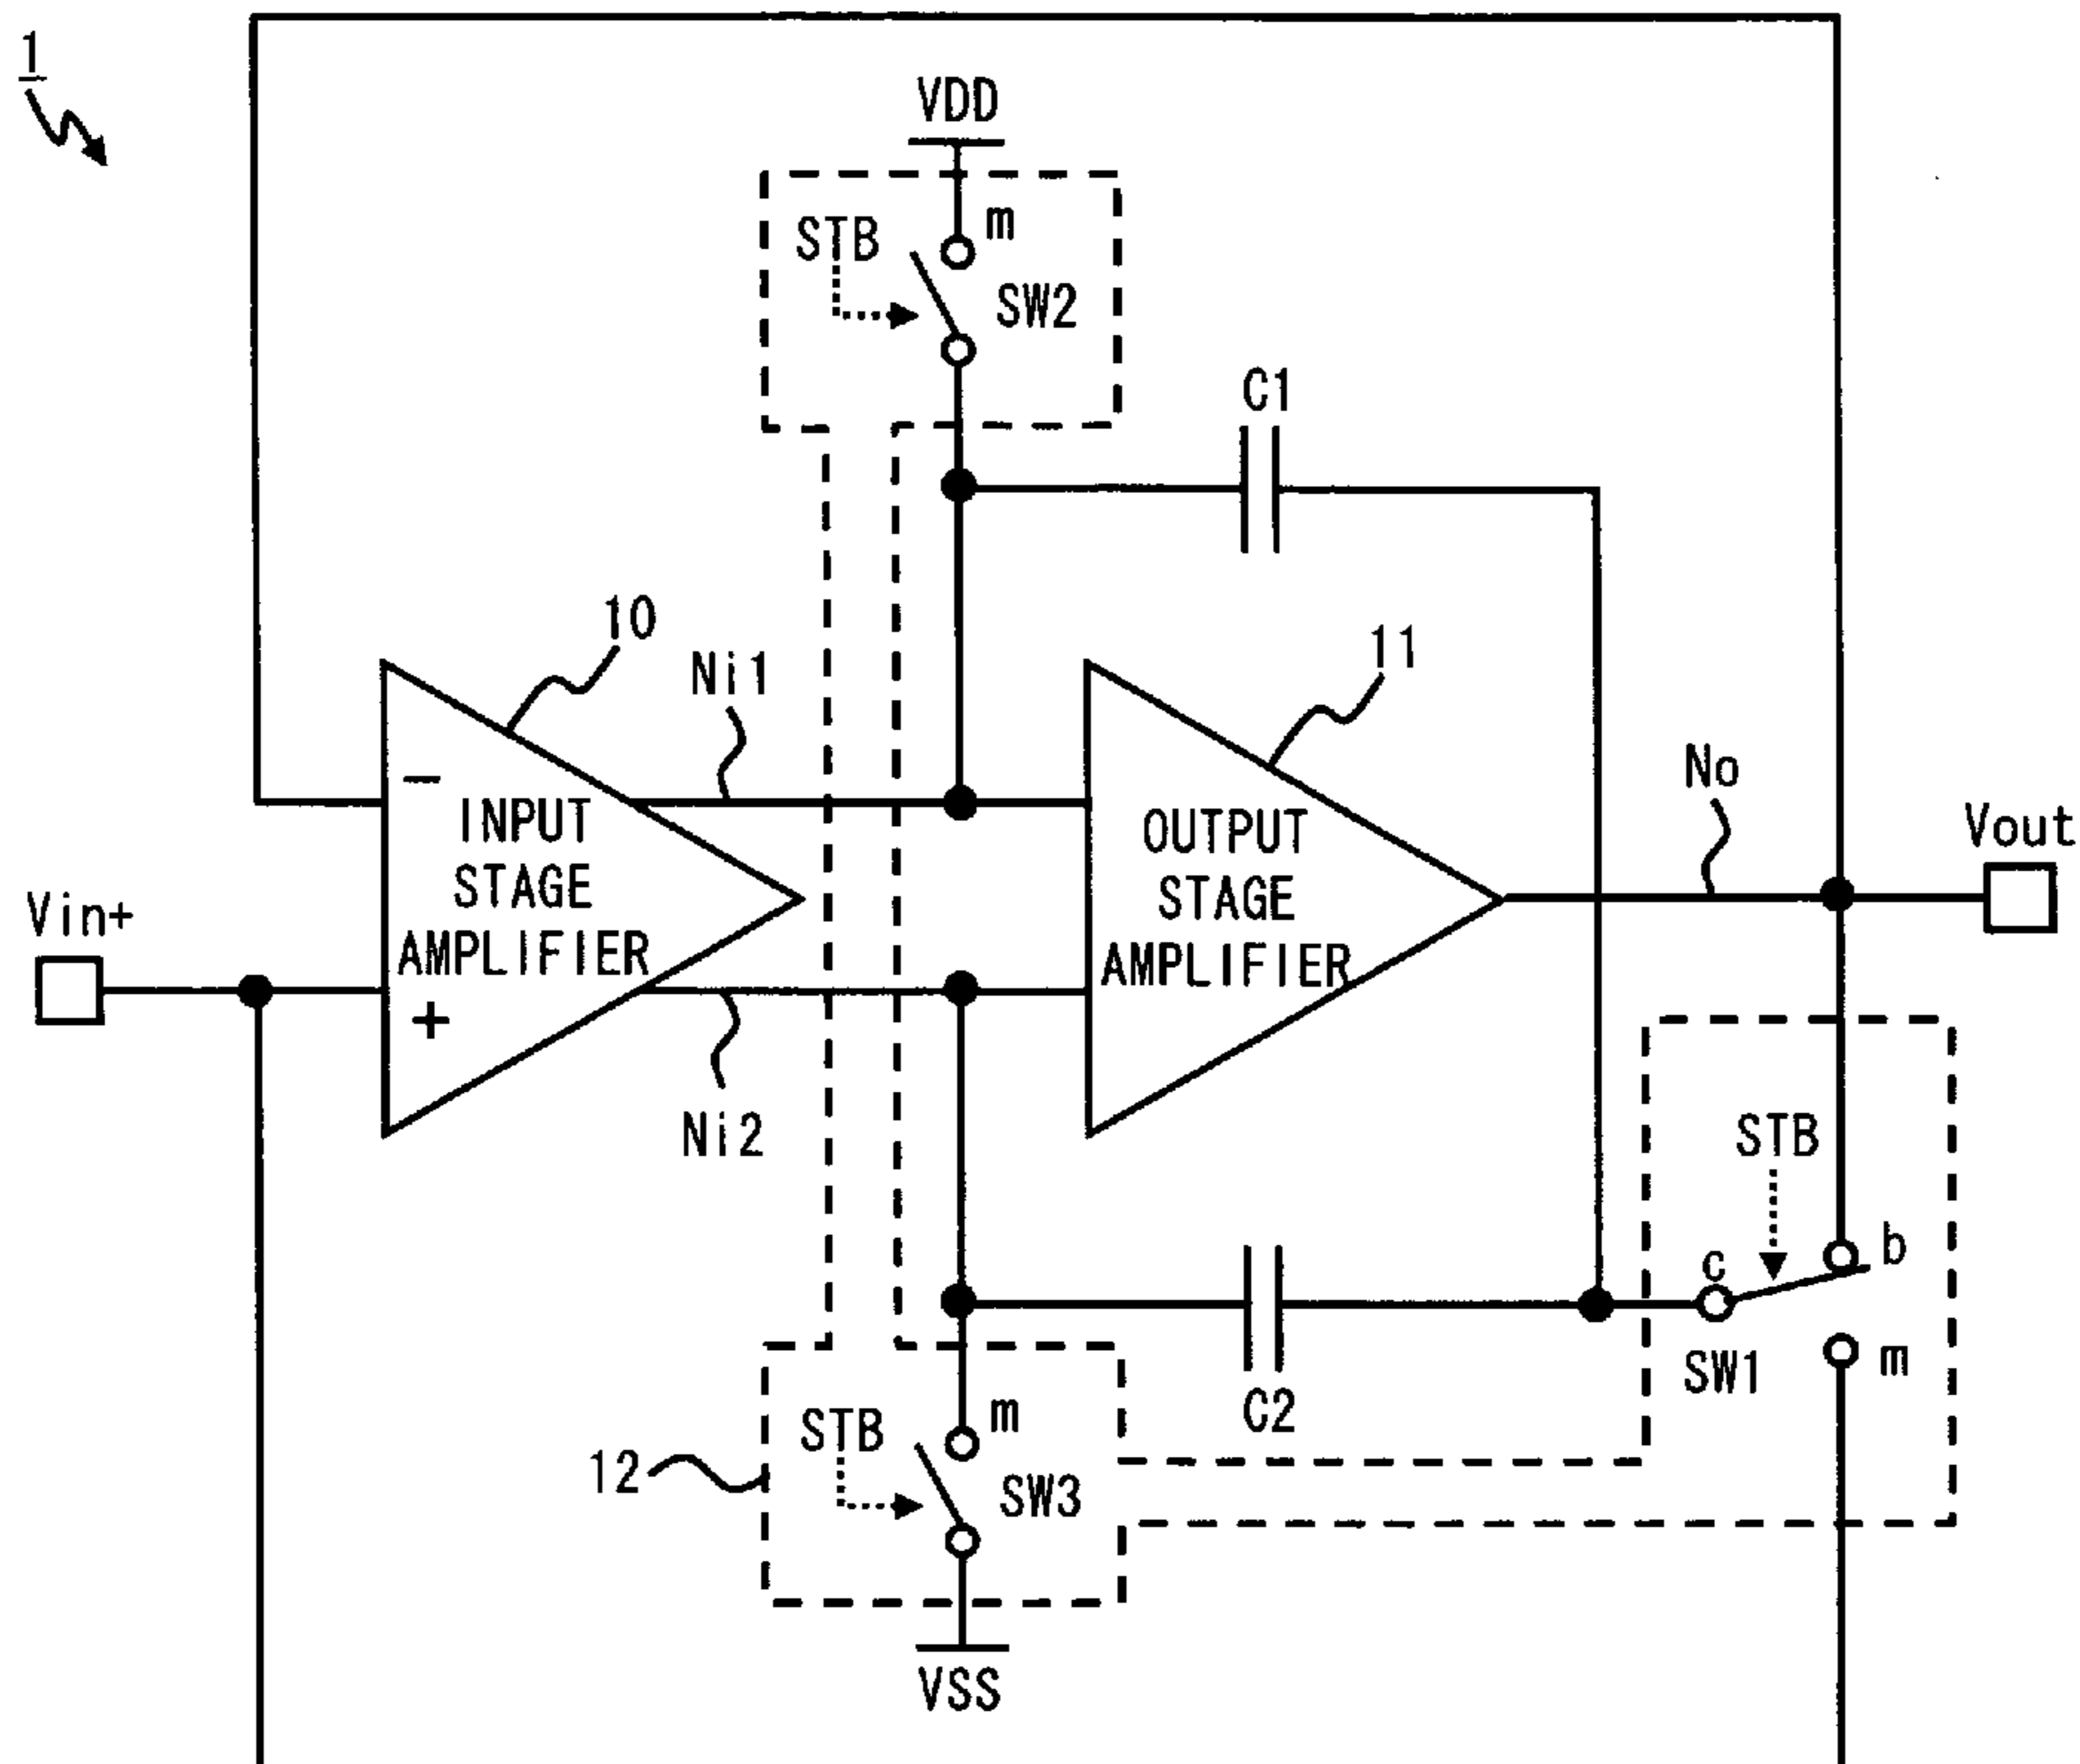 1
VDD
m
STB
SW2
C1
10
Ni1
11
No
Vout
-
INPUT
STAGE
AMPLIFIER
+
OUTPUT
STAGE
AMPLIFIER
Vin+
Ni2
STB
b
c
SW1
m
C2
m
STB
SW3
12
VSS